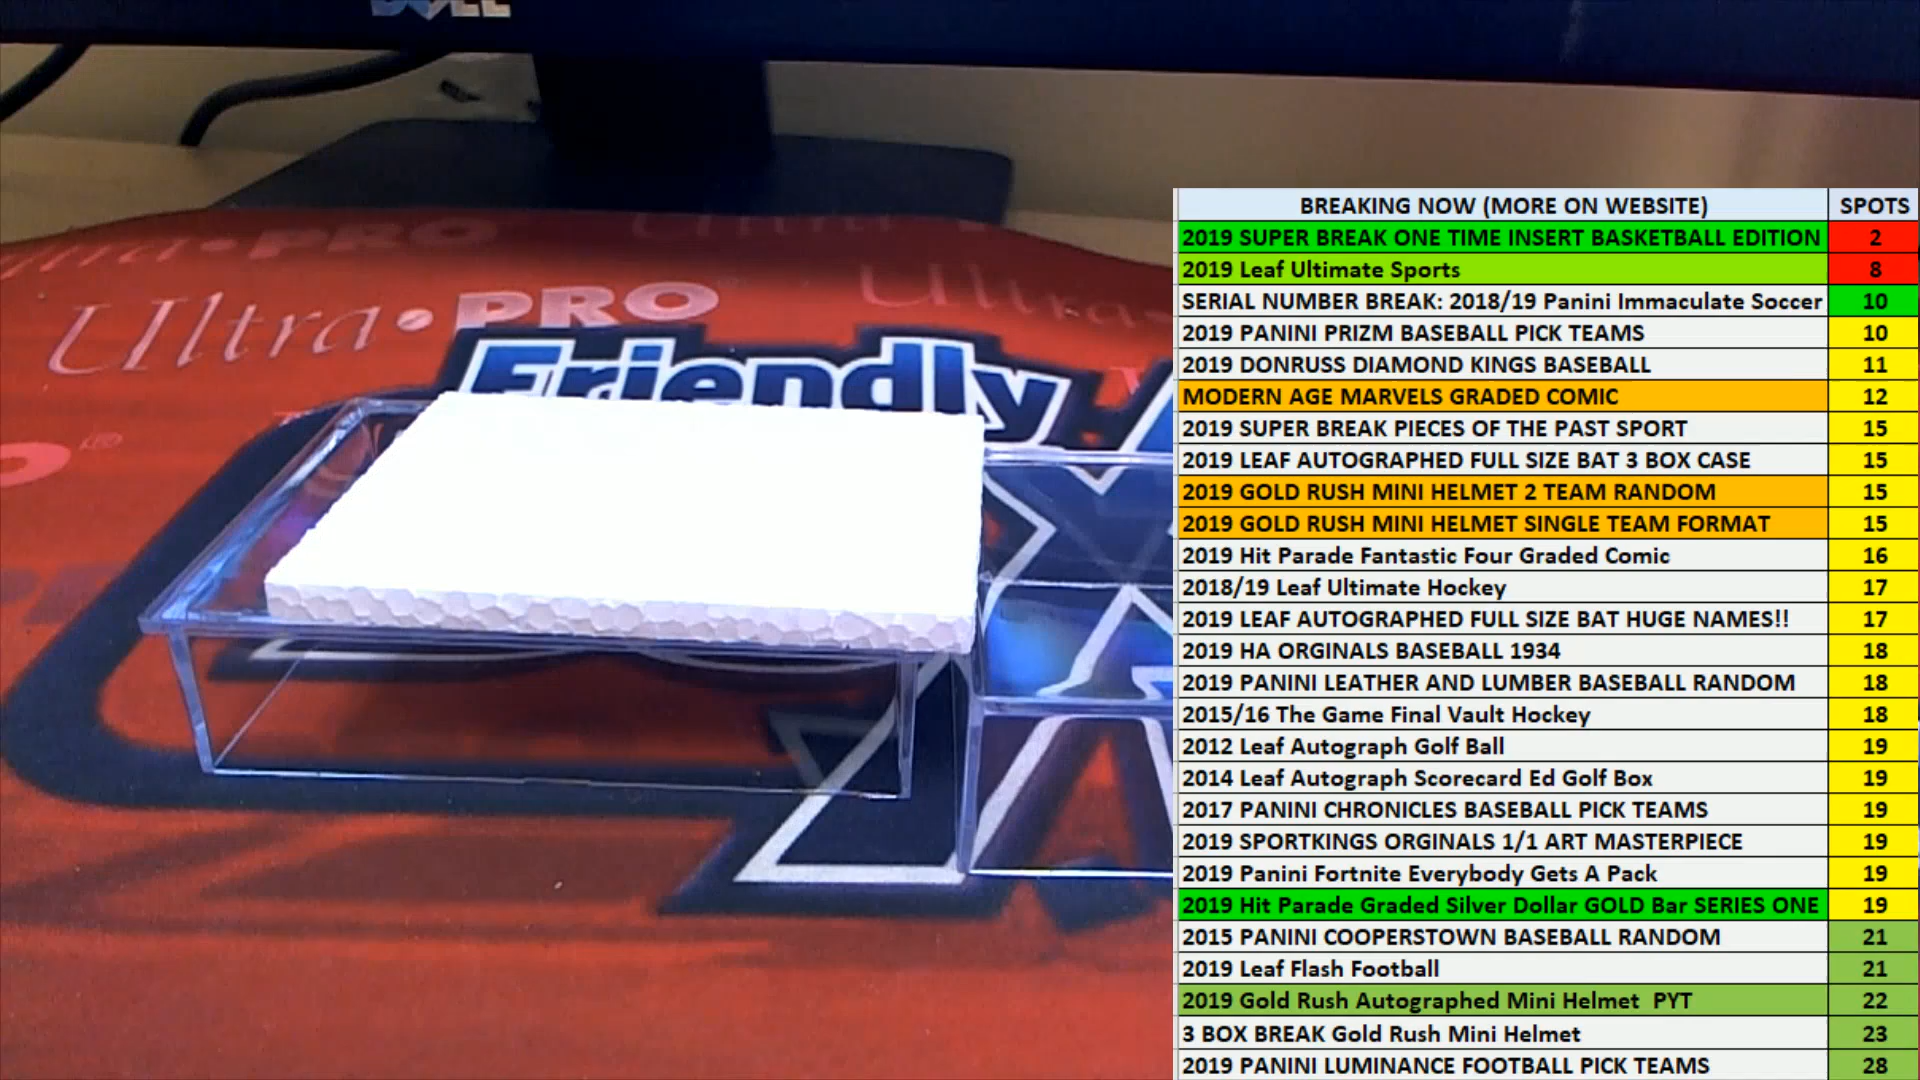 DELL
PRO
Ultra
Ultra•PRO
Ultra
Friendly
BREAKING NOW (MORE ON WEBSITE) SPOTS
2019 SUPER BREAK ONE TIME INSERT BASKETBALL EDITION 2
2019 Leaf Ultimate Sports 8
SERIAL NUMBER BREAK: 2018/19 Panini Immaculate Soccer 10
2019 PANINI PRIZM BASEBALL PICK TEAMS 10
2019 DONRUSS DIAMOND KINGS BASEBALL 11
MODERN AGE MARVELS GRADED COMIC 12
2019 SUPER BREAK PIECES OF THE PAST SPORT 15
2019 LEAF AUTOGRAPHED FULL SIZE BAT 3 BOX CASE 15
2019 GOLD RUSH MINI HELMET 2 TEAM RANDOM 15
2019 GOLD RUSH MINI HELMET SINGLE TEAM FORMAT 15
2019 Hit Parade Fantastic Four Graded Comic 16
2018/19 Leaf Ultimate Hockey 17
2019 LEAF AUTOGRAPHED FULL SIZE BAT HUGE NAMES!! 17
2019 HA ORGINALS BASEBALL 1934 18
2019 PANINI LEATHER AND LUMBER BASEBALL RANDOM 18
2015/16 The Game Final Vault Hockey 18
2012 Leaf Autograph Golf Ball 19
2014 Leaf Autograph Scorecard Ed Golf Box 19
2017 PANINI CHRONICLES BASEBALL PICK TEAMS 19
2019 SPORTKINGS ORGINALS 1/1 ART MASTERPIECE 19
2019 Panini Fortnite Everybody Gets A Pack 19
2019 Hit Parade Graded Silver Dollar GOLD Bar SERIES ONE 19
2015 PANINI COOPERSTOWN BASEBALL RANDOM 21
2019 Leaf Flash Football 21
2019 Gold Rush Autographed Mini Helmet PYT 22
3 BOX BREAK Gold Rush Mini Helmet 23
2019 PANINI LUMINANCE FOOTBALL PICK TEAMS 28